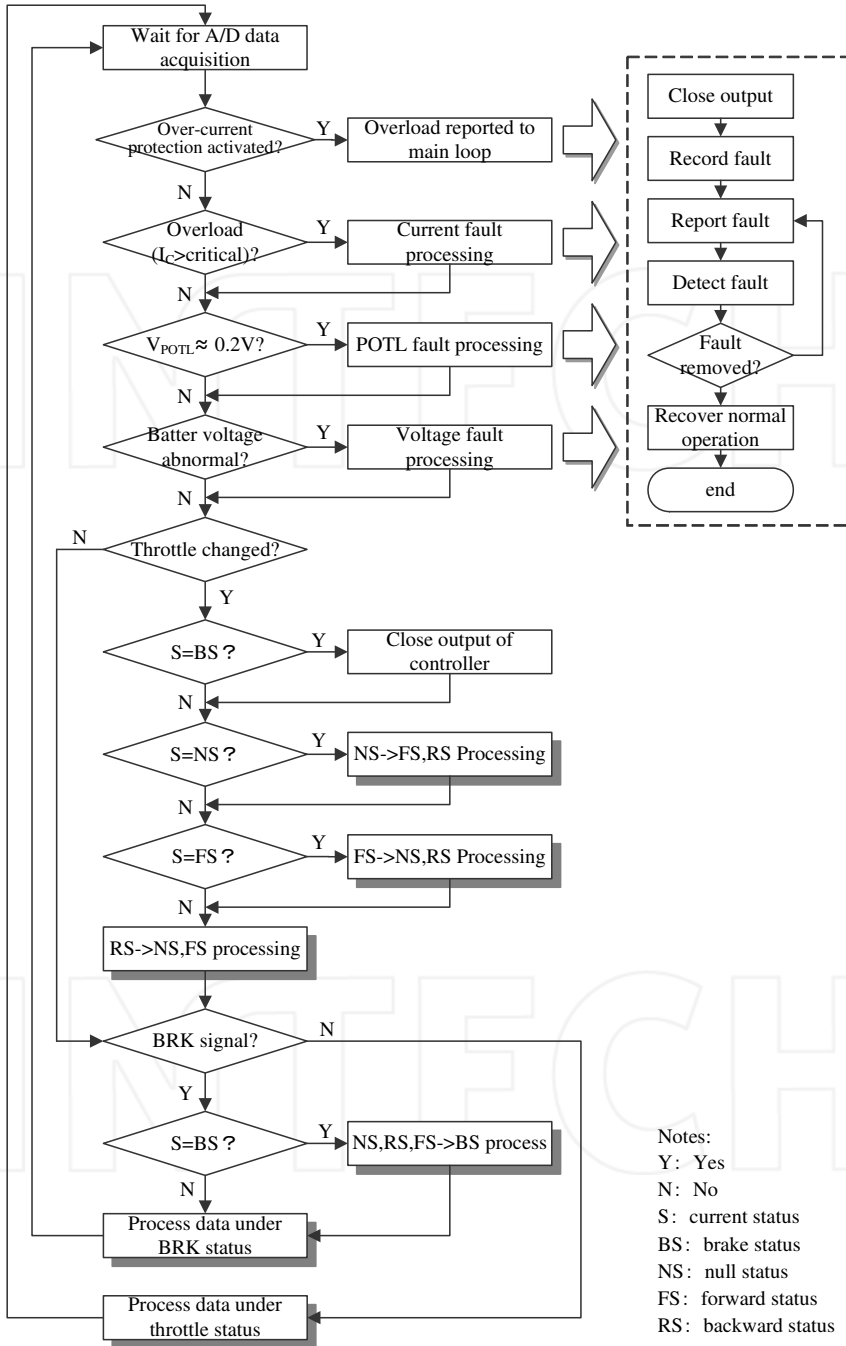 Wait for A/D data
acquisition
Over-current
protection activated?
Y
Overload reported to
main loop
N
Overload
(IC>critical)?
Y
Current fault
processing
N
VPOTL≈ 0.2V?
Y
POTL fault processing
N
Batter voltage
abnormal?
Y
Voltage fault
processing
N
Throttle changed?
N
Y
S=BS?
Y
Close output of
controller
N
S=NS?
Y
NS->FS,RS Processing
N
S=FS?
Y
FS->NS,RS Processing
N
RS->NS,FS processing
BRK signal?
N
Y
S=BS?
Y
NS,RS,FS->BS process
N
Process data under
BRK status
Process data under
throttle status
Close output
Record fault
Report fault
Detect fault
Fault
removed?
Recover normal
operation
end
Notes:
Y: Yes
N: No
S: current status
BS: brake status
NS: null status
FS: forward status
RS: backward status
INTECH
INTECH